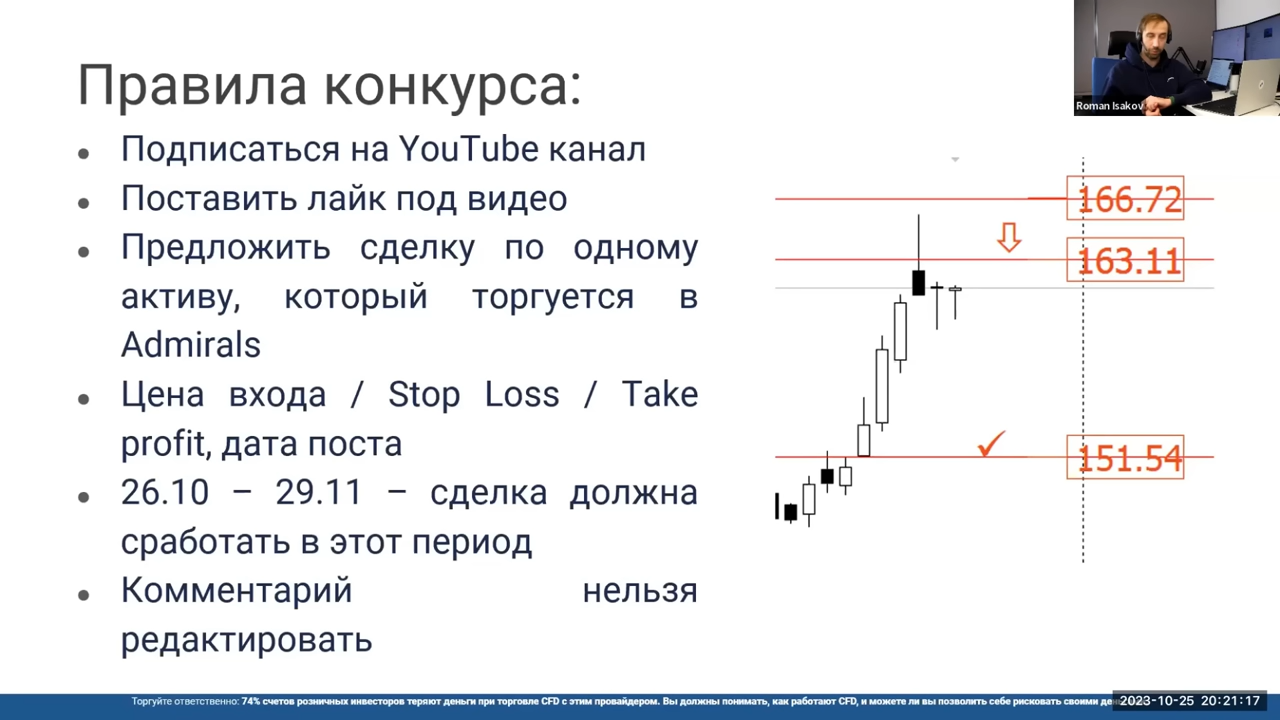 Правила конкурса:
Подписаться на YouTube канал
Поставить лайк под видео
Предложить сделку по одному
активу, который торгуется в
Admirals
Цена входа / Stop Loss / Take
profit, дата поста
26.10 – 29.11 – сделка должна
сработать в этот период
Комментарий нельзя
редактировать
Roman Isakov
166.72
163.11
151.54
Торгуйте ответственно: 74% счетов розничных инвесторов теряют деньги при торговле CFD с этим провайдером. Вы должны понимать, как работают CFD, и можете ли вы позволить себе рисковать своими
2023-10-25 20:21:17